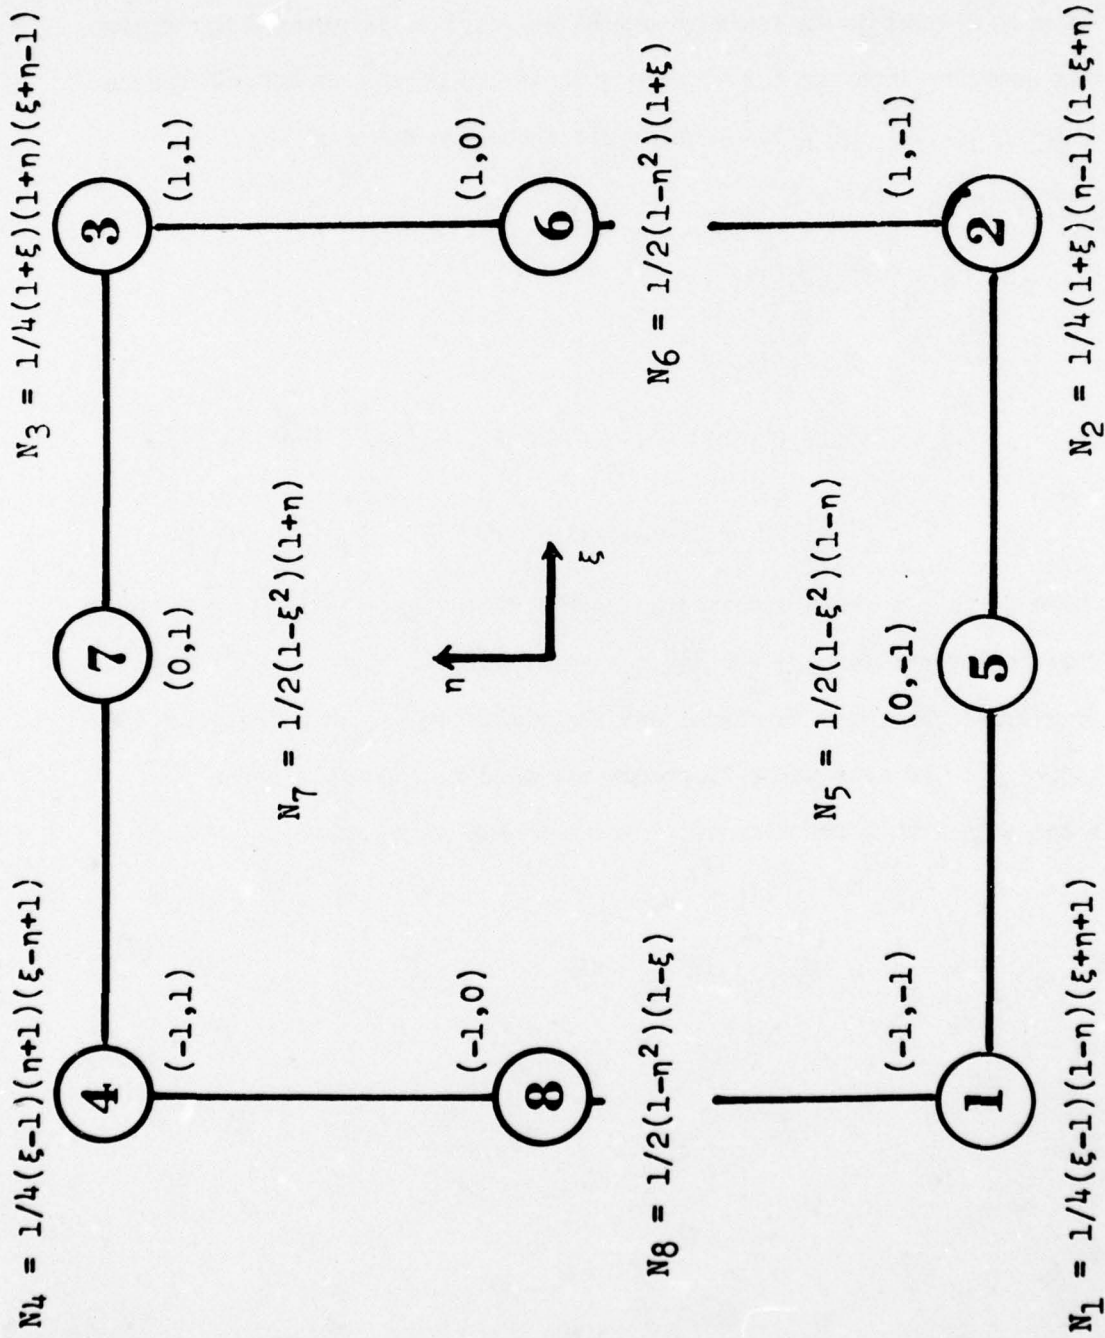 N₄ = 1/4(ξ-1)(η+1)(ξ-η+1)
N₃ = 1/4(1+ξ)(1+η)(ξ+η-1)
4
7
3
(-1,1)
(0,1)
(1,1)
N₇ = 1/2(1-ξ²)(1+η)
η
ξ
(-1,0)
(1,0)
8
6
N₈ = 1/2(1-η²)(1-ξ)
N₆ = 1/2(1-η²)(1+ξ)
N₅ = 1/2(1-ξ²)(1-η)
(-1,-1)
(0,-1)
(1,-1)
1
5
2
N₁ = 1/4(ξ-1)(1-η)(ξ+η+1)
N₂ = 1/4(1+ξ)(η-1)(1-ξ+η)